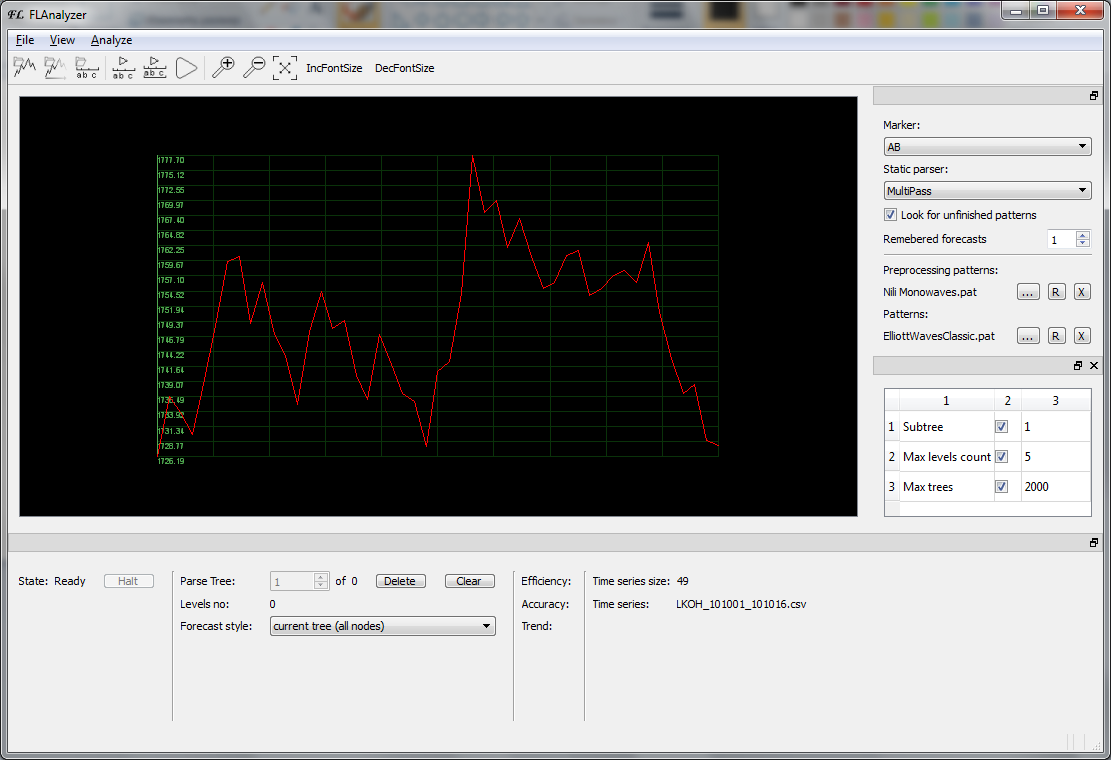 FL FLAnalyzer
File View Analyze
ab c ab c ab c IncFontSize DecFontSize
1777.70
1775.12
1772.55
1769.97
1767.40
1764.82
1762.25
1759.67
1757.10
1754.52
1751.94
1749.37
1746.79
1744.22
1741.64
1739.07
1736.49
1733.92
1731.34
1728.77
1726.19
Marker:
AB
Static parser:
MultiPass
Look for unfinished patterns
Remebered forecasts 1
Preprocessing patterns:
Nili Monowaves.pat ... R X
Patterns:
ElliottWavesClassic.pat ... R X
1 2 3
1 Subtree 1
2 Max levels count 5
3 Max trees 2000
State: Ready Halt
Parse Tree: 1 of 0 Delete Clear
Levels no: 0
Forecast style: current tree (all nodes)
Efficiency:
Accuracy:
Trend:
Time series size: 49
Time series: LKOH_101001_101016.csv